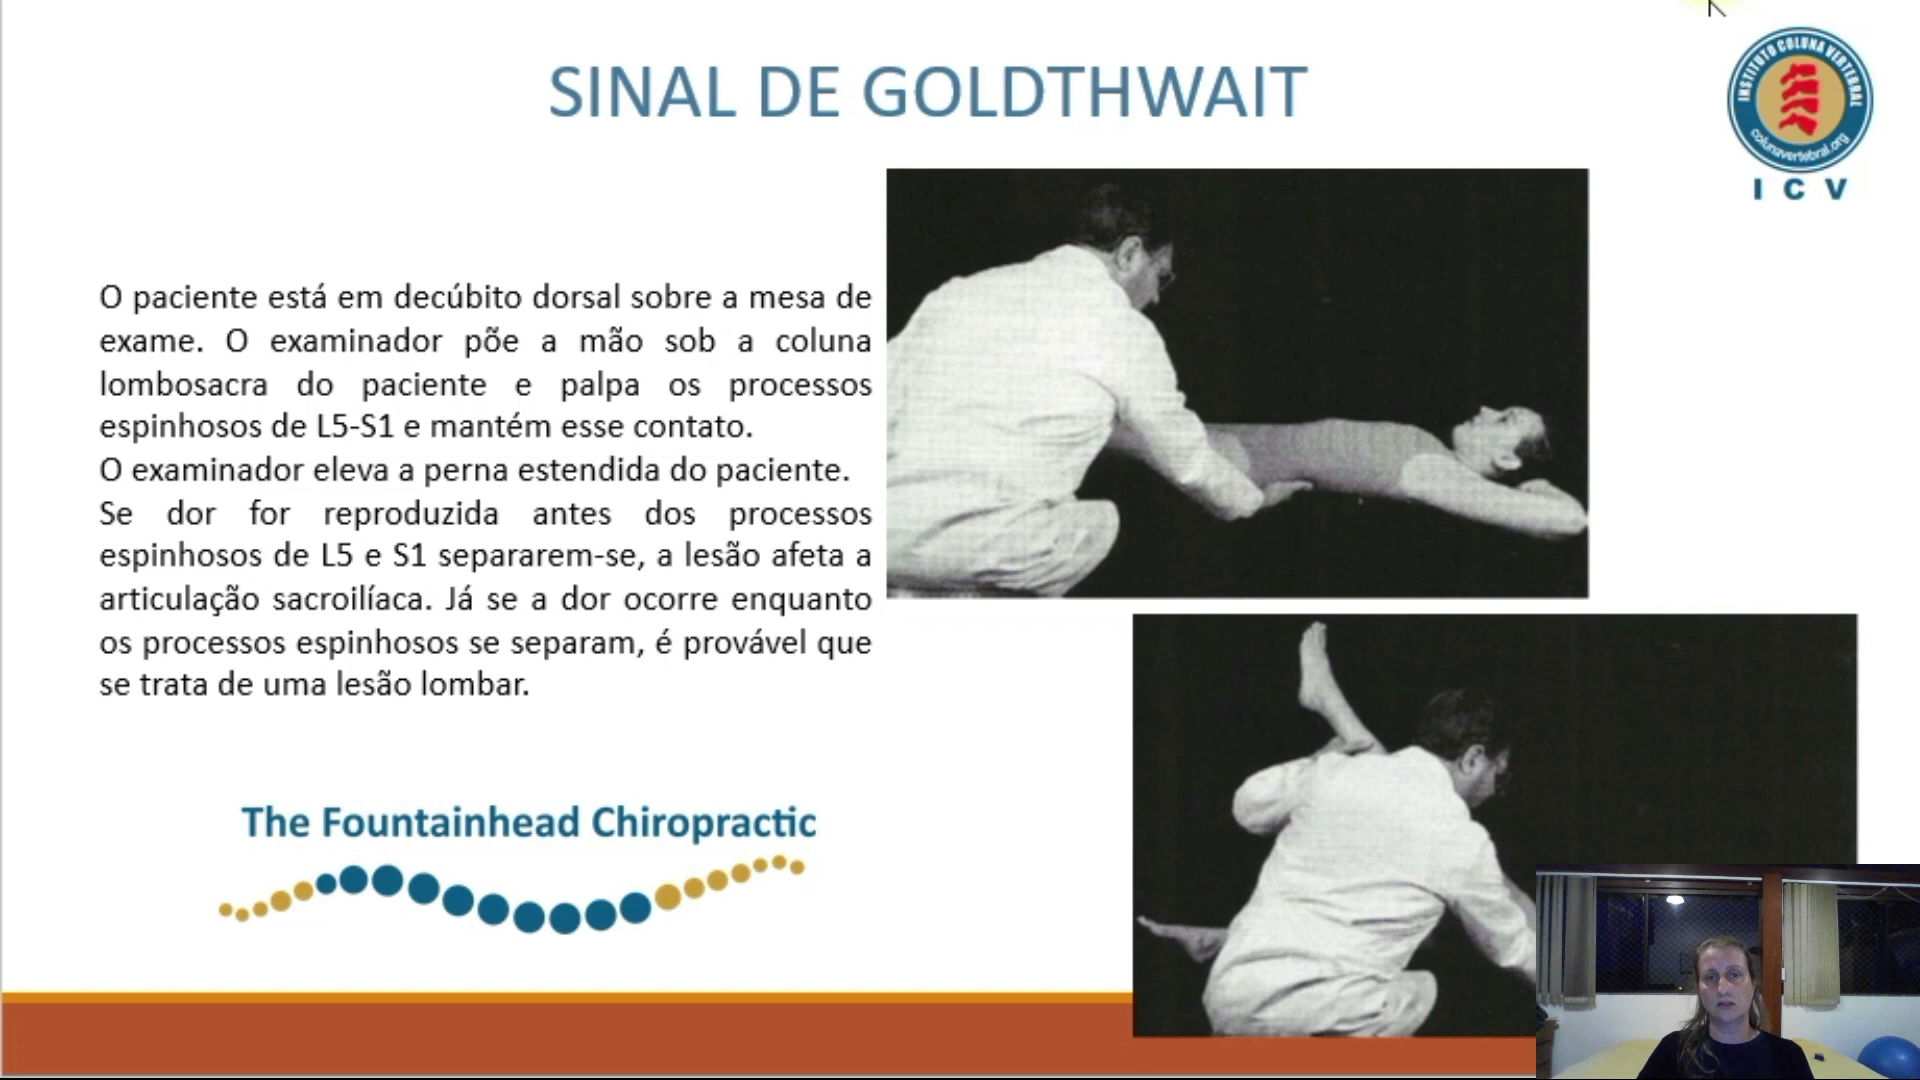 SINAL DE GOLDTHWAIT
INSTITUTO COLUNA VERTEBRAL
colunavertebral.org
I C V
O paciente está em decúbito dorsal sobre a mesa de
exame. O examinador põe a mão sob a coluna
lombosacra do paciente e palpa os processos
espinhosos de L5-S1 e mantém esse contato.
O examinador eleva a perna estendida do paciente.
Se dor for reproduzida antes dos processos
espinhosos de L5 e S1 separarem-se, a lesão afeta a
articulação sacroilíaca. Já se a dor ocorre enquanto
os processos espinhosos se separam, é provável que
se trata de uma lesão lombar.
The Fountainhead Chiropractic